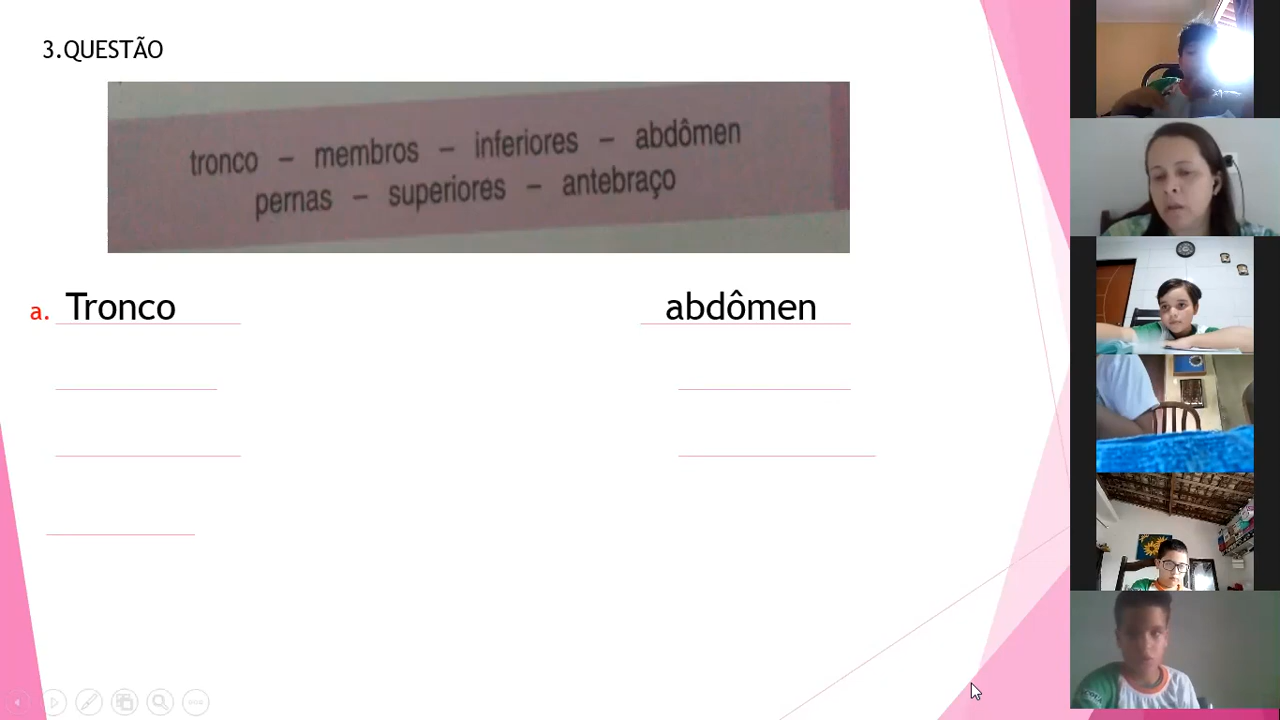 3.QUESTÃO
tronco – membros – inferiores – abdômen
pernas – superiores – antebraço
a. Tronco abdômen